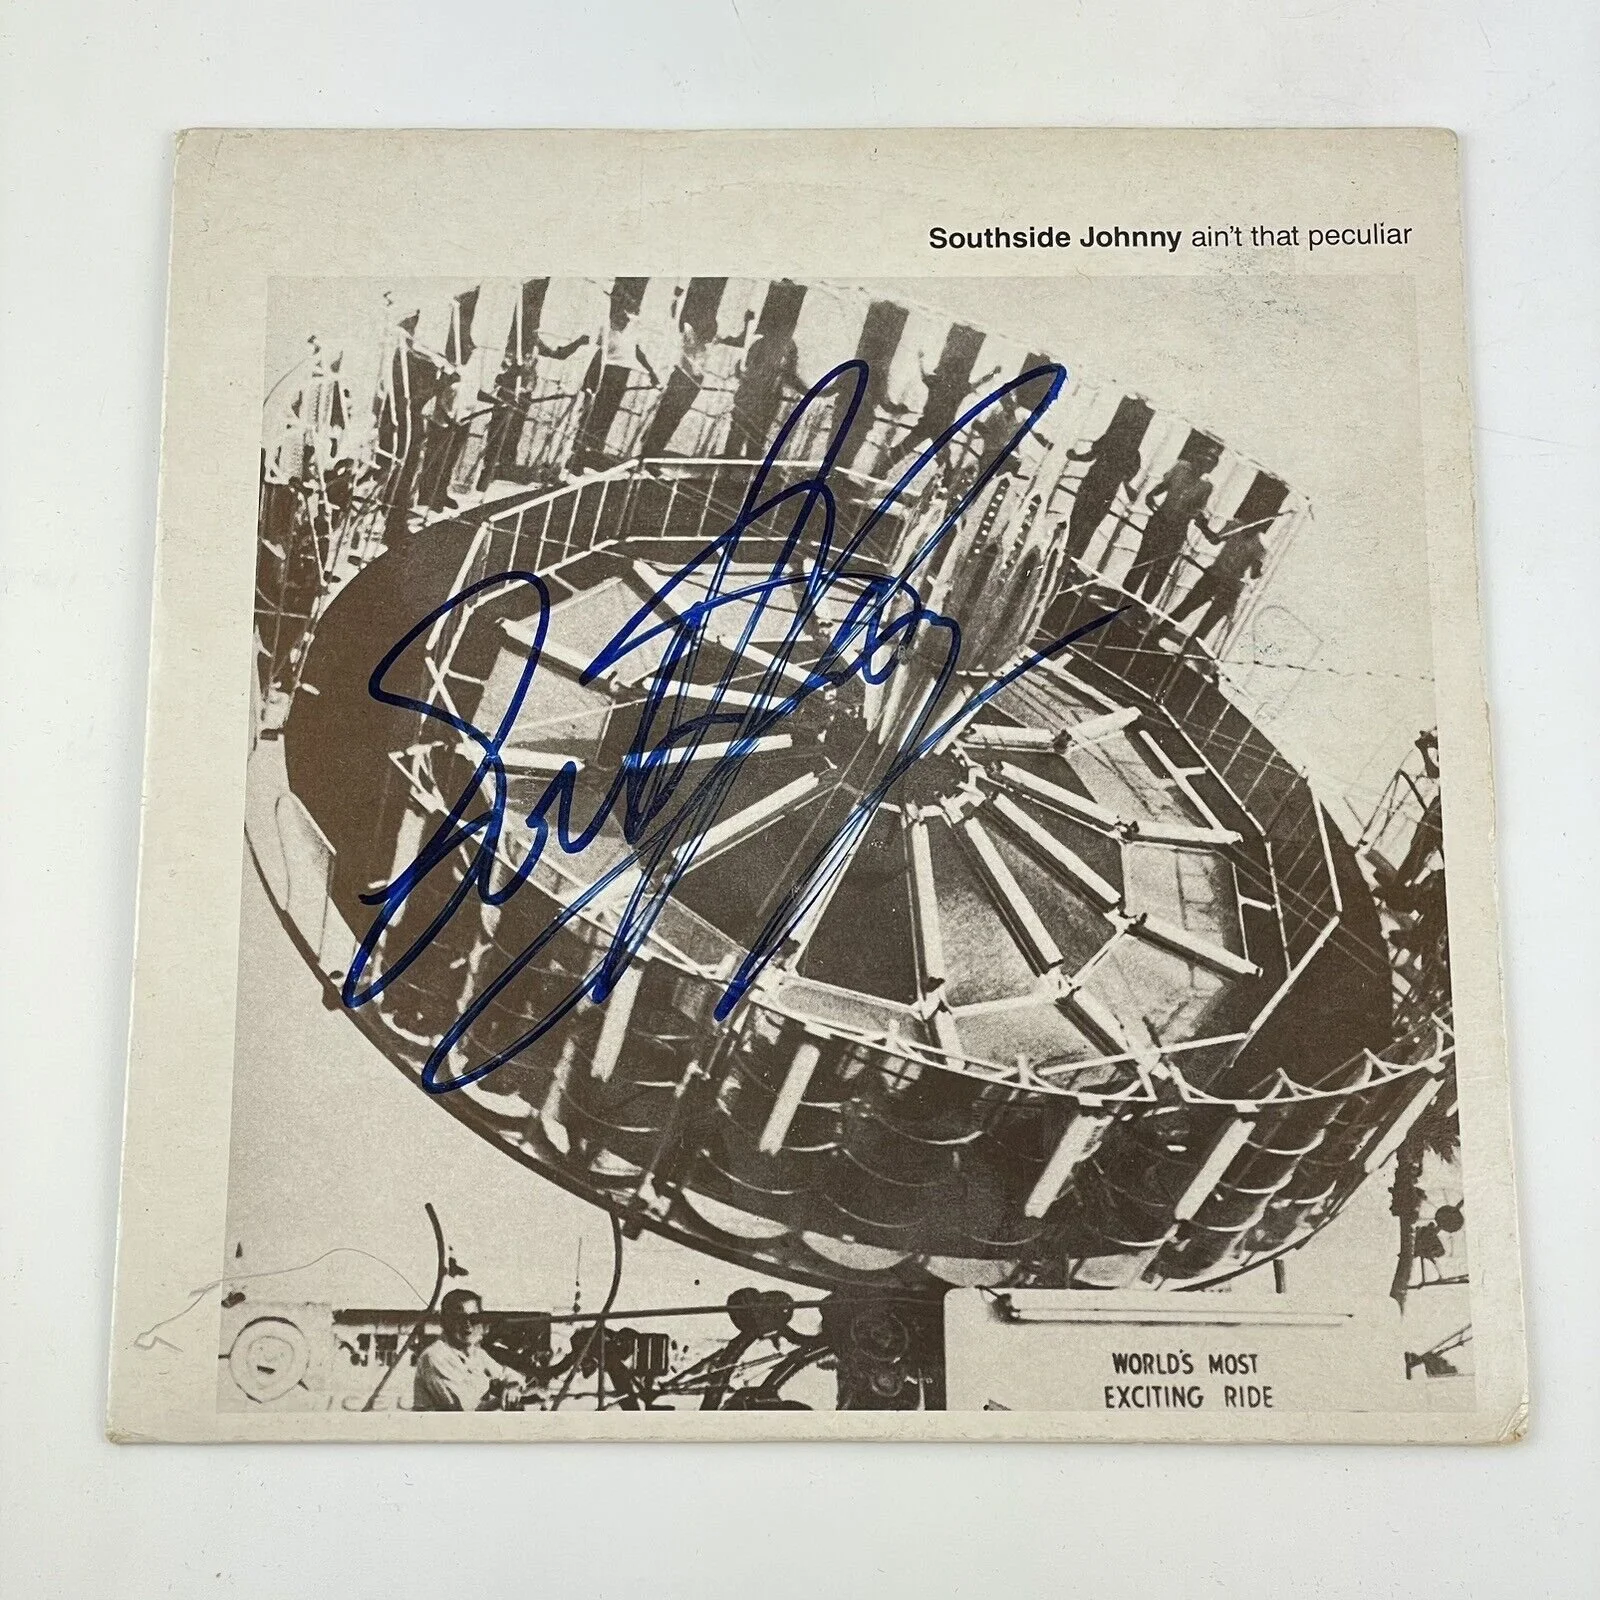 Southside Johnny ain't that peculiar
WORLD'S MOST
EXCITING RIDE